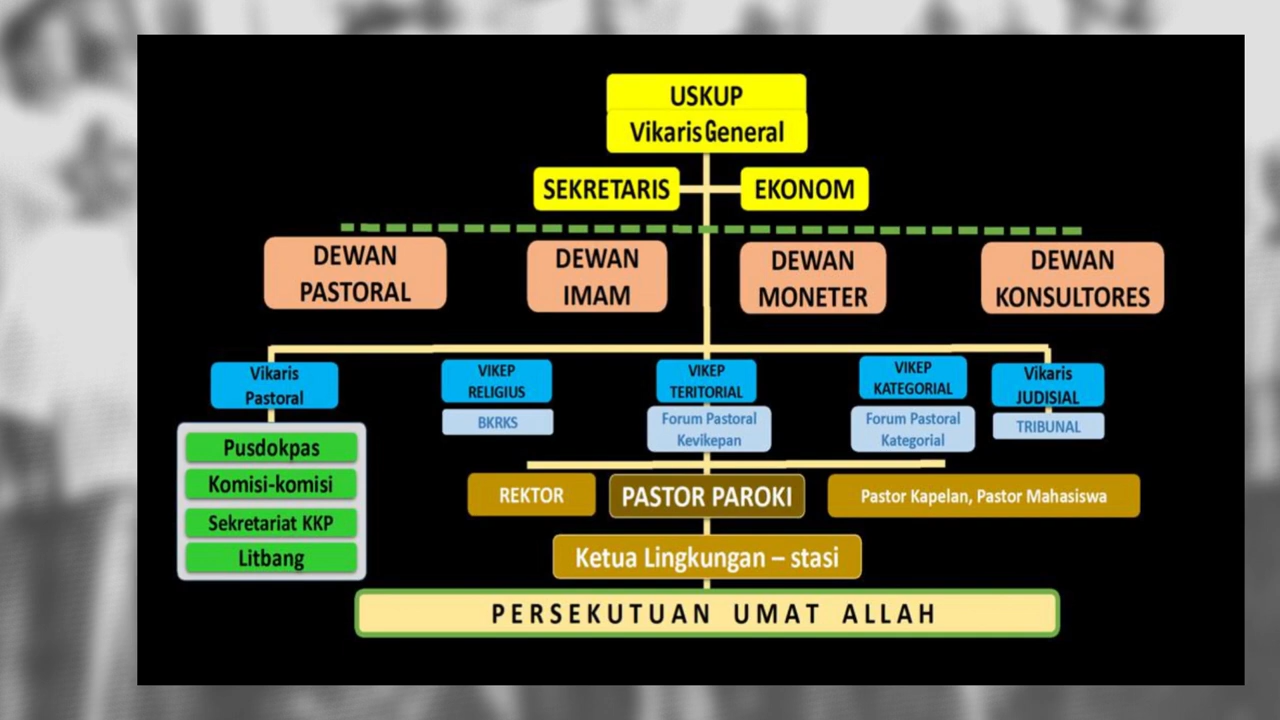 USKUP
Vikaris General
SEKRETARIS
EKONOM
DEWAN
PASTORAL
DEWAN
IMAM
DEWAN
MONETER
DEWAN
KONSULTORES
Vikaris
Pastoral
VIKEP
RELIGIUS
VIKEP
TERITORIAL
VIKEP
KATEGORIAL
Vikaris
JUDISIAL
BKRKS
Forum Pastoral
Kevikepan
Forum Pastoral
Kategorial
TRIBUNAL
Pusdokpas
Komisi-komisi
Sekretariat KKP
Litbang
REKTOR
PASTOR PAROKI
Pastor Kapelan, Pastor Mahasiswa
Ketua Lingkungan – stasi
PERSEKUTUAN UMAT ALLAH